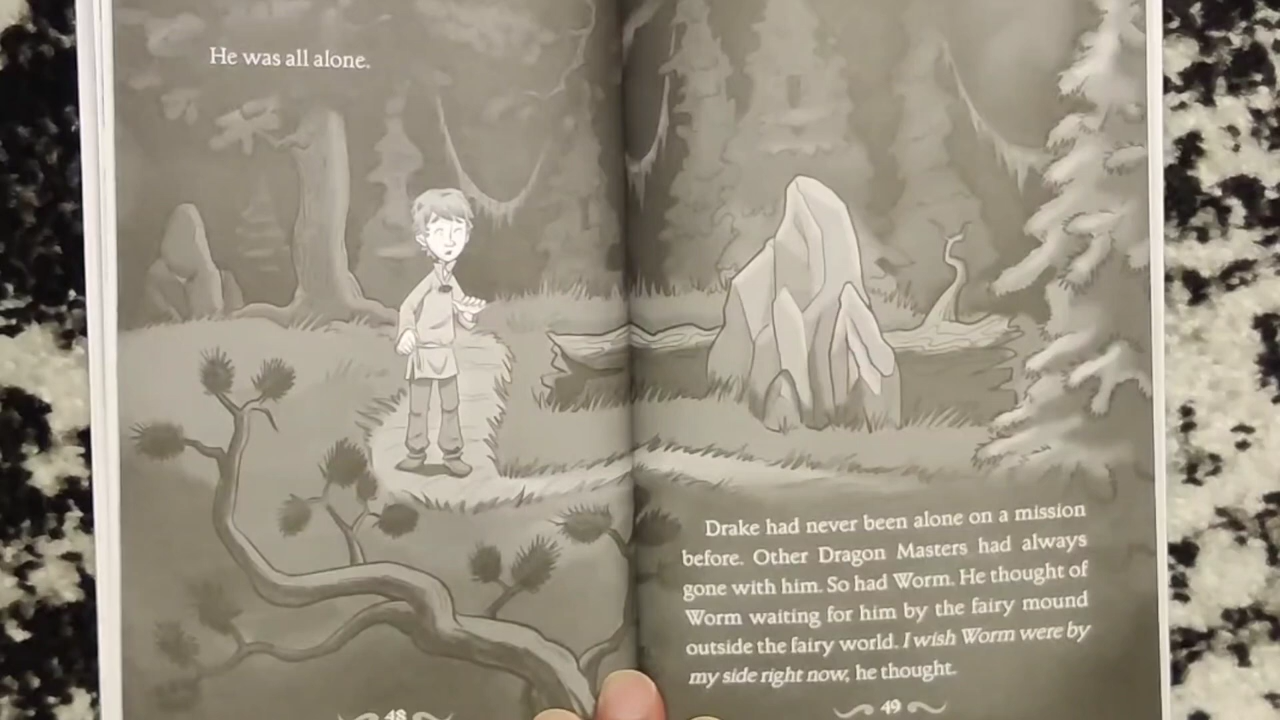 He was all alone.
Drake had never been alone on a mission
before. Other Dragon Masters had always
gone with him. So had Worm. He thought of
Worm waiting for him by the fairy mound
outside the fairy world. I wish Worm were by
my side right now, he thought.
48
49